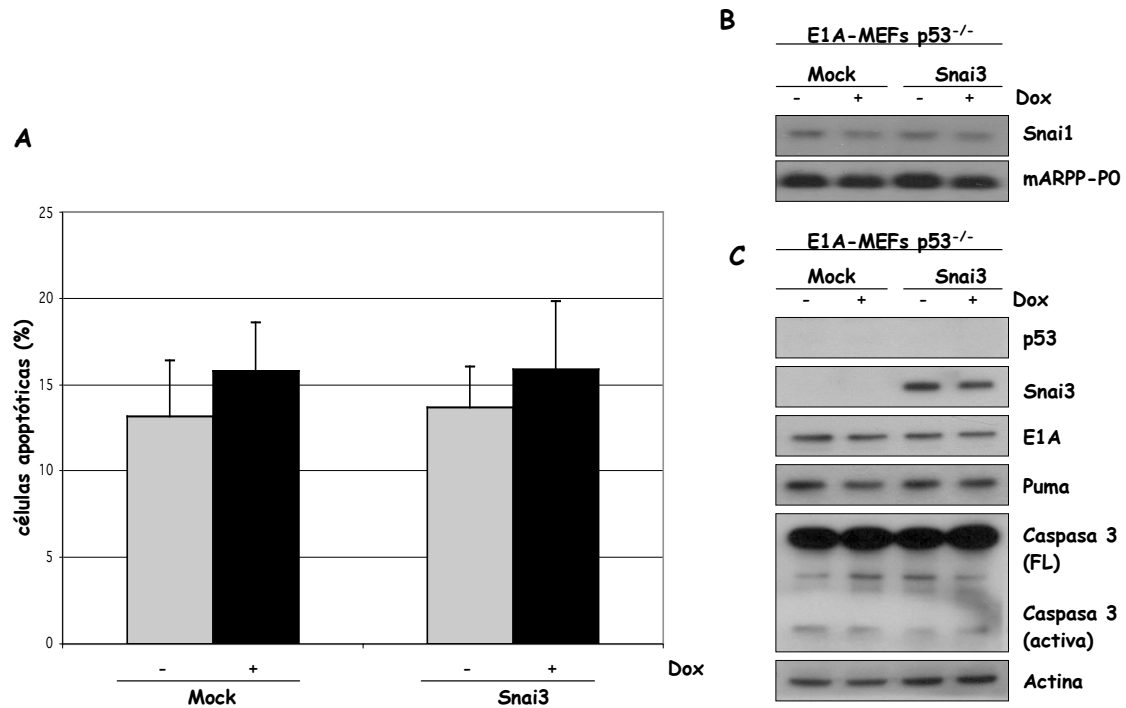 A
25
20
15
10
5
0
células apoptóticas (%)
- + - + Dox
Mock Snai3
B
E1A-MEFs p53-/-
Mock Snai3
- + - + Dox
Snai1
mARPP-P0
C
E1A-MEFs p53-/-
Mock Snai3
- + - + Dox
p53
Snai3
E1A
Puma
Caspasa 3
(FL)
Caspasa 3
(activa)
Actina